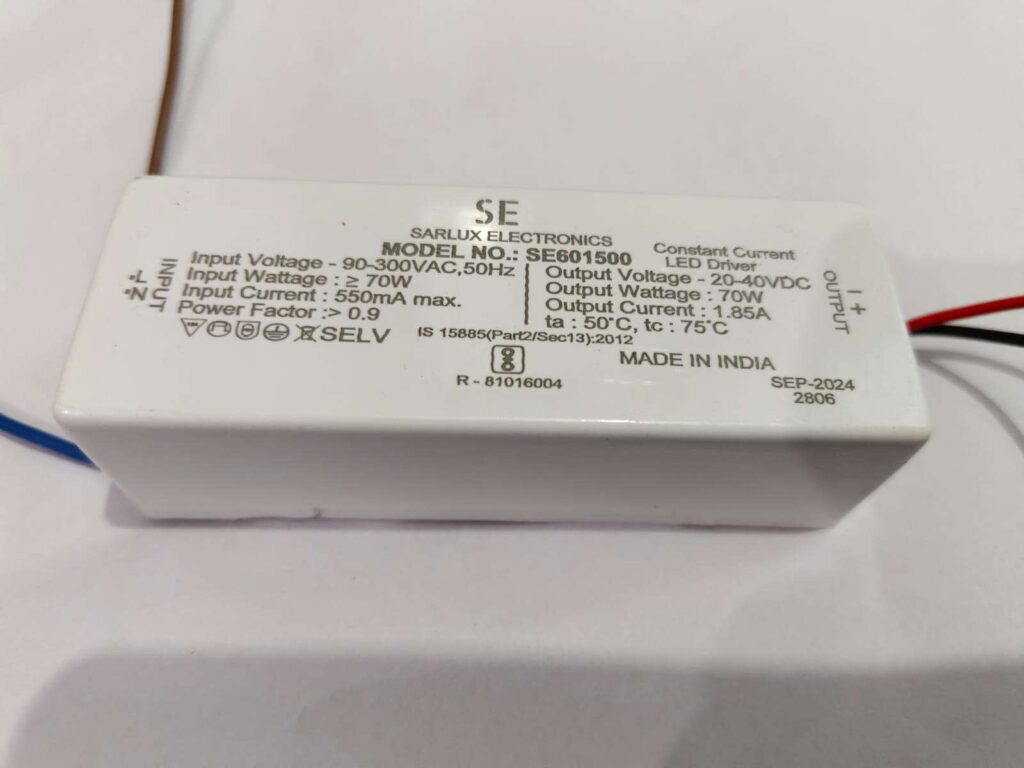 SE
SARLUX ELECTRONICS
MODEL NO.: SE601500
Constant Current
LED Driver
INPUT
~L
~N
Input Voltage - 90-300VAC,50Hz
Input Wattage : ≥ 70W
Input Current : 550mA max.
Power Factor :> 0.9
SELV
Output Voltage - 20-40VDC
Output Wattage : 70W
Output Current : 1.85A
ta : 50°C, tc : 75°C
IS 15885(Part2/Sec13):2012
R - 81016004
MADE IN INDIA
SEP-2024
2806
OUTPUT
- +